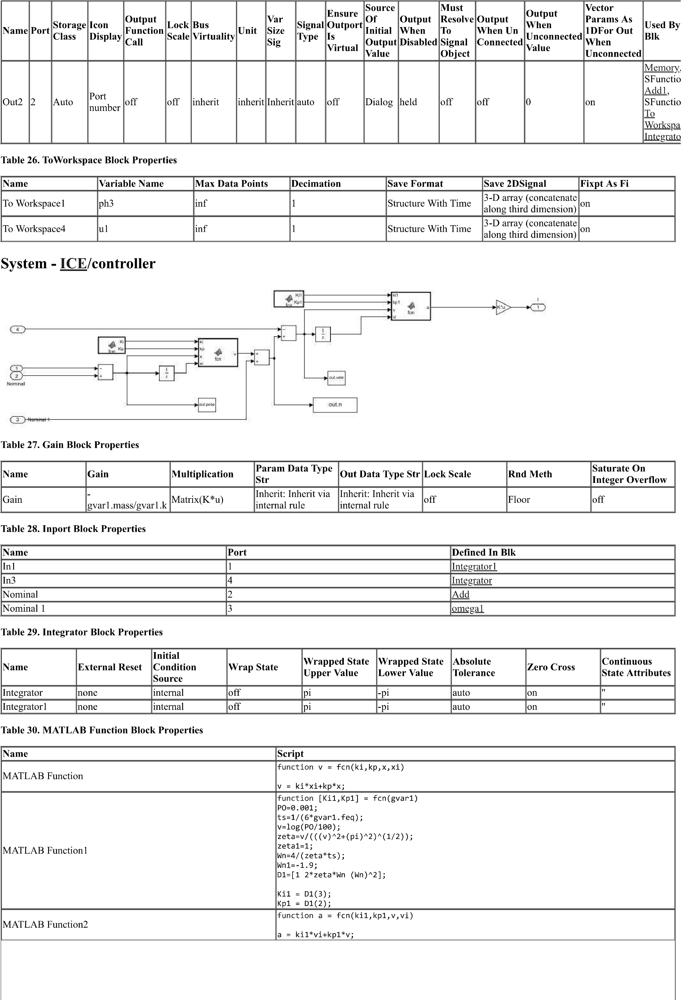 Name Port Storage Class Icon Display Output Function Call Lock Scale Bus Virtuality Unit Var Size Sig Signal Type Ensure Outport Is Virtual Source Of Initial Output Value Output When Disabled Must Resolve To Signal Object Output When Un Connected Output When Unconnected Value Vector Params As 1DFor Out When Unconnected Used By Blk
Out2 2 Auto Port number off off inherit inherit Inherit auto off Dialog held off off 0 on Memory, SFunctio Add1, SFunctio To Workspa Integrato
Table 26. ToWorkspace Block Properties
Name Variable Name Max Data Points Decimation Save Format Save 2DSignal Fixpt As Fi
To Workspace1 ph3 inf 1 Structure With Time 3-D array (concatenate along third dimension) on
To Workspace4 u1 inf 1 Structure With Time 3-D array (concatenate along third dimension) on
System - ICE/controller
Ki1
Kp1
fcn
ki1
kp1
v
vi
fcn
a
K*u
I
1
4
Ki
Kp
fcn
ki
kp
x
xi
fcn
v
1
s
1
2
Nominal
1
s
out.vele
out.pose
out.n
3 Nominal 1
Table 27. Gain Block Properties
Name Gain Multiplication Param Data Type Str Out Data Type Str Lock Scale Rnd Meth Saturate On Integer Overflow
Gain -gvar1.mass/gvar1.k Matrix(K*u) Inherit: Inherit via internal rule Inherit: Inherit via internal rule off Floor off
Table 28. Inport Block Properties
Name Port Defined In Blk
In1 1 Integrator1
In3 4 Integrator
Nominal 2 Add
Nominal 1 3 omega1
Table 29. Integrator Block Properties
Name External Reset Initial Condition Source Wrap State Wrapped State Upper Value Wrapped State Lower Value Absolute Tolerance Zero Cross Continuous State Attributes
Integrator none internal off pi -pi auto on "
Integrator1 none internal off pi -pi auto on "
Table 30. MATLAB Function Block Properties
Name Script
MATLAB Function
function v = fcn(ki,kp,x,xi)
v = ki*xi+kp*x;
MATLAB Function1
function [Ki1,Kp1] = fcn(gvar1)
PO=0.001;
ts=1/(6*gvar1.feq);
v=log(PO/100);
zeta=v/(((v)^2+(pi)^2)^(1/2));
zeta1=1;
Wn=4/(zeta*ts);
Wn1=-1.9;
D1=[1 2*zeta*Wn (Wn)^2];
Ki1 = D1(3);
Kp1 = D1(2);
MATLAB Function2
function a = fcn(ki1,kp1,v,vi)
a = ki1*vi+kp1*v;